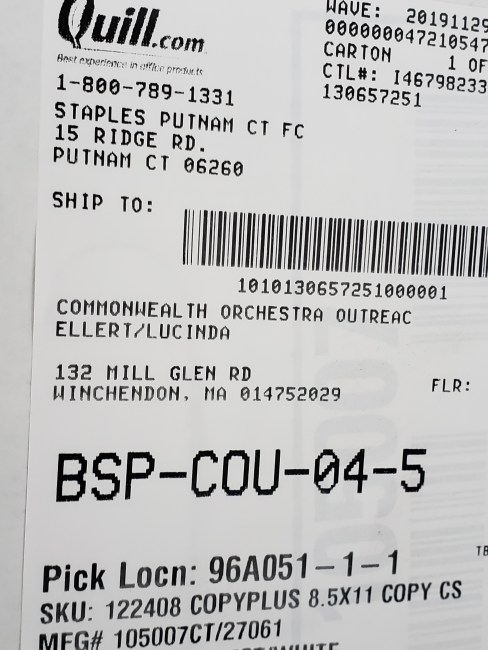 Quill.com
Best experience in office products
1-800-789-1331
STAPLES PUTNAM CT FC
15 RIDGE RD.
PUTNAM CT 06260
WAVE: 20191129
000000047210547
CARTON 1 OF
CTL#: I46798233
130657251
SHIP TO:
1010130657251000001
COMMONWEALTH ORCHESTRA OUTREAC
ELLERT/LUCINDA
132 MILL GLEN RD
WINCHENDON, MA 014752029
FLR:
BSP-COU-04-5
TB
Pick Locn: 96A051-1-1
SKU: 122408 COPYPLUS 8.5X11 COPY CS
MFG# 105007CT/27061